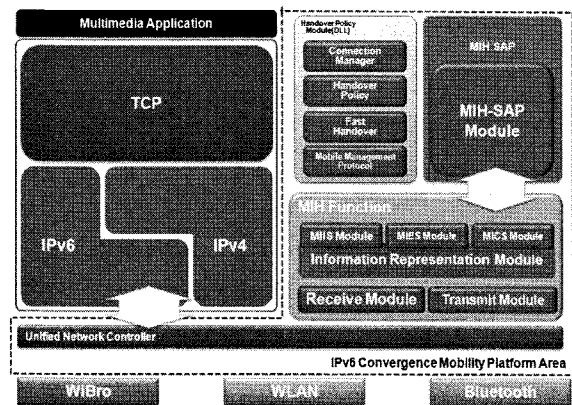 Multimedia Application
TCP
IPv6
IPv4
Handover Policy
Module(DLL)
Connection
Manager
Handover
Policy
Fast
Handover
Mobile Management
Protocol
MIH SAP
MIH-SAP
Module
MIH Function
MIIS Module
MIES Module
MICS Module
Information Representation Module
Receive Module
Transmit Module
Unified Network Controller
IPv6 Convergence Mobility Platform Area
WiBro
WLAN
Bluetooth